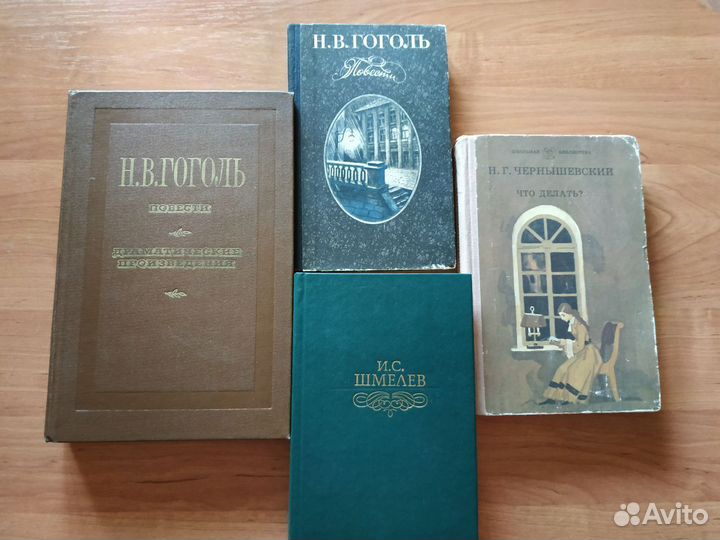 Н.В.ГОГОЛЬ
ПОВЕСТИ
ДРАМАТИЧЕСКИЕ
ПРОИЗВЕДЕНИЯ
Н.В.ГОГОЛЬ
Повести
ШКОЛЬНАЯ БИБЛИОТЕКА
Н. Г. ЧЕРНЫШЕВСКИЙ
ЧТО ДЕЛАТЬ?
И.С.
ШМЕЛЕВ
Avito